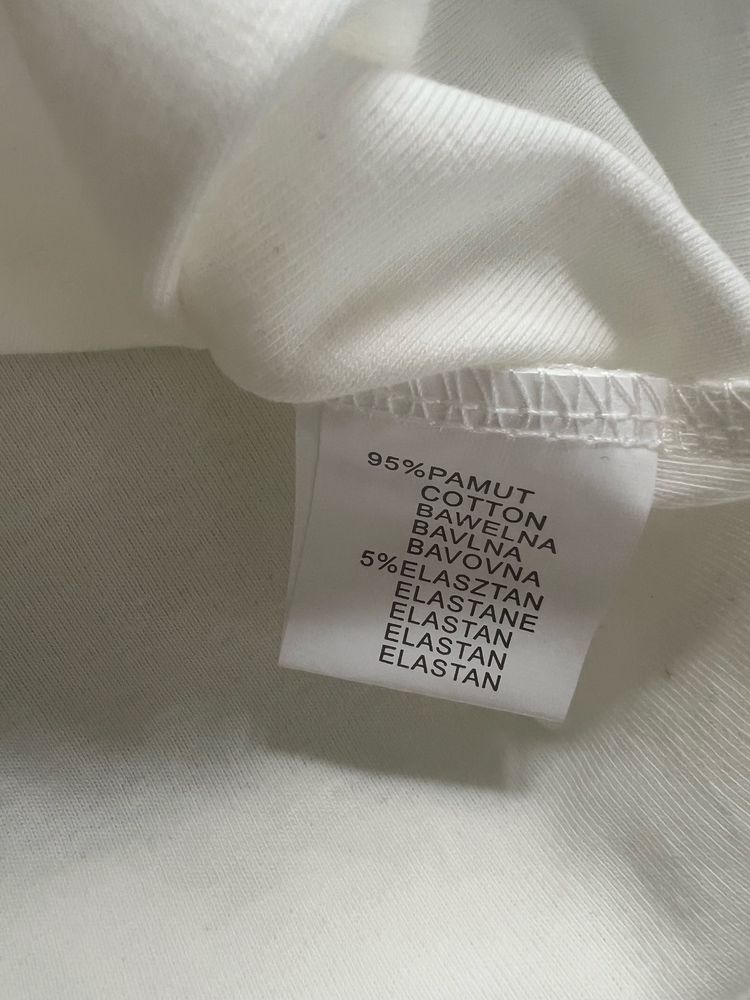 95%PAMUT
COTTON
BAWELNA
BAVLNA
BAVOVNA
5%ELASZTAN
ELASTANE
ELASTAN
ELASTAN
ELASTAN